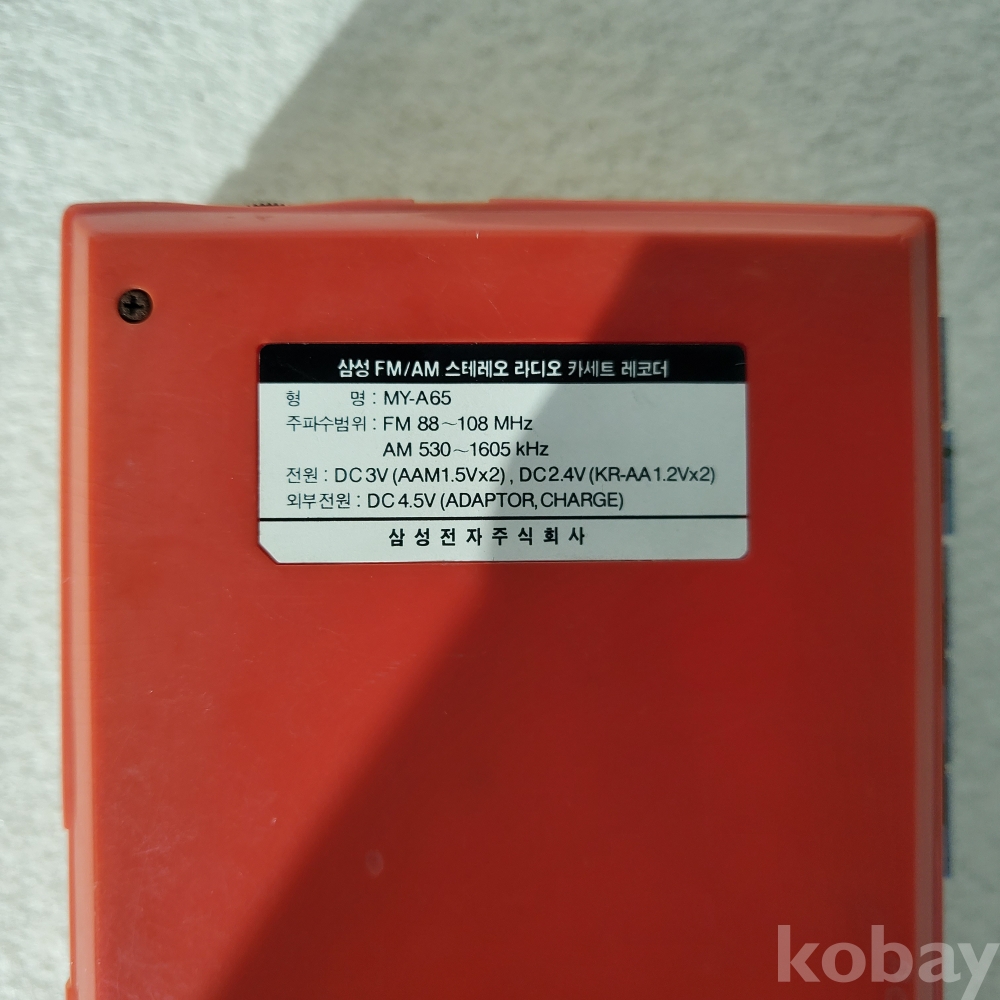 삼성 FM/AM 스테레오 라디오 카세트 레코더
형 명 : MY-A65
주파수범위 : FM 88~108 MHz
AM 530~1605 kHz
전원 : DC 3V (AAM1.5Vx2) , DC 2.4V (KR-AA 1.2Vx2)
외부전원 : DC 4.5V (ADAPTOR, CHARGE)
삼성전자주식회사
kobay